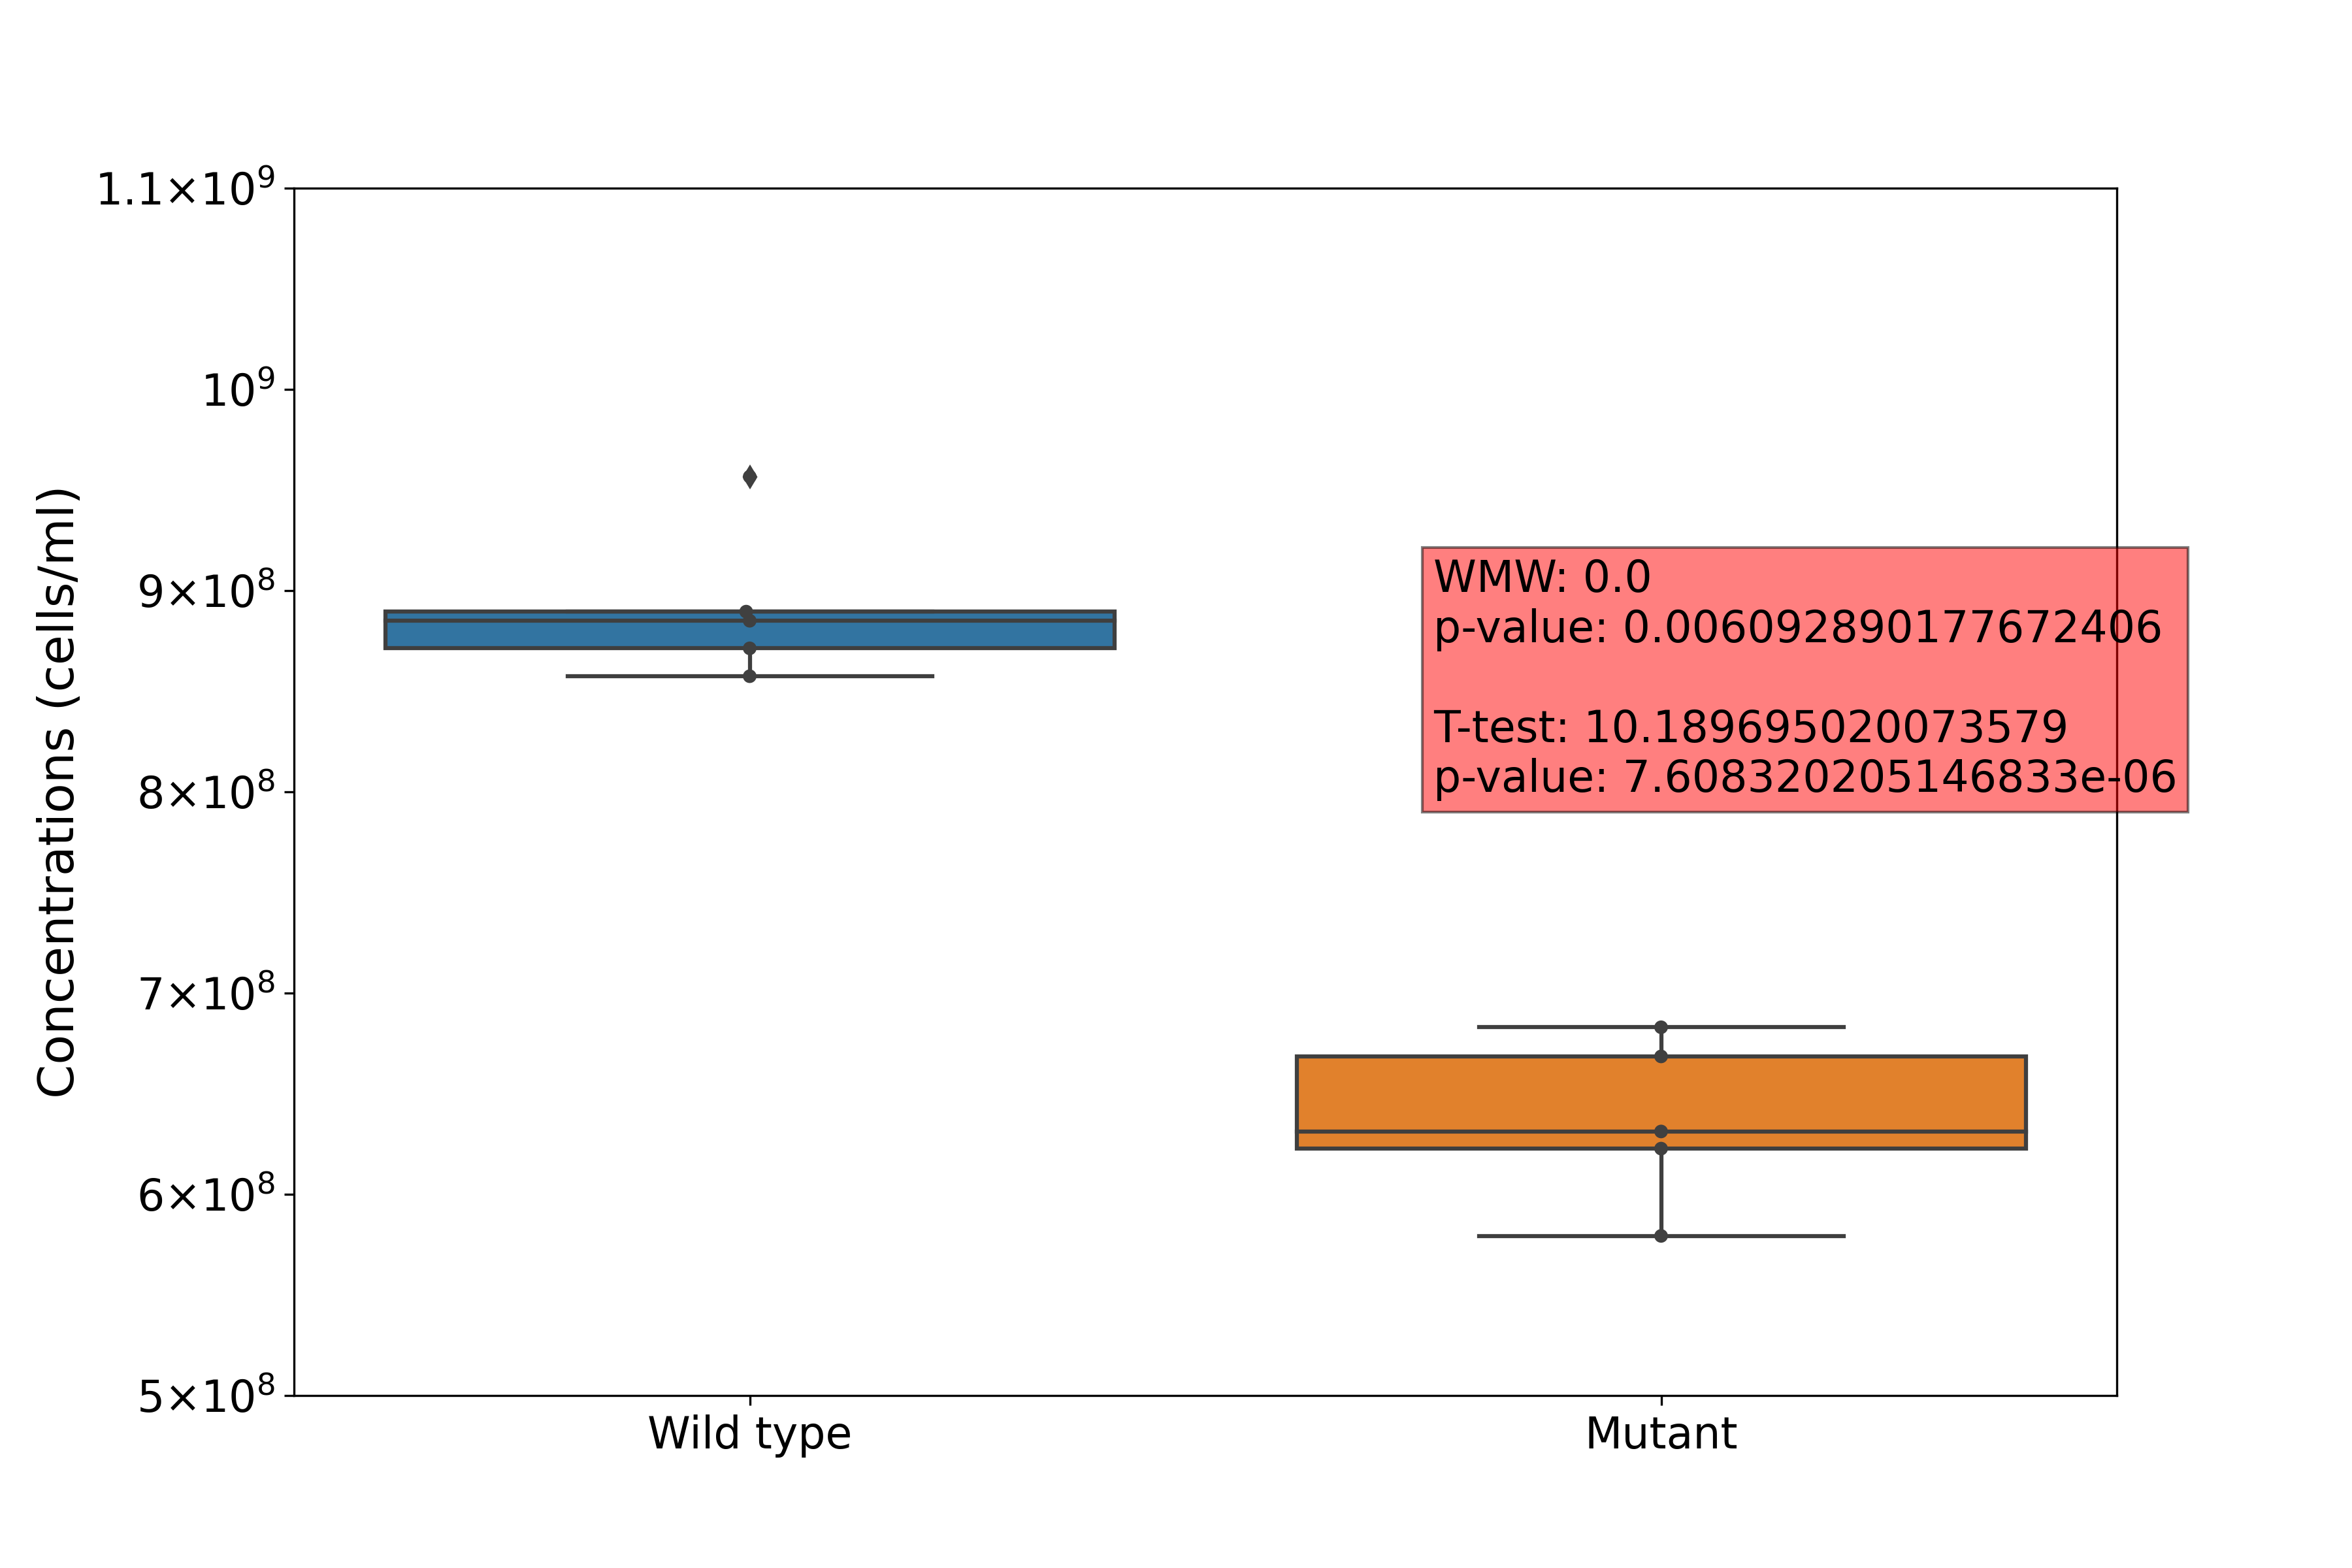 1.1×10⁹
10⁹
9×10⁸
8×10⁸
7×10⁸
6×10⁸
5×10⁸
Concentrations (cells/ml)
WMW: 0.0
p-value: 0.006092890177672406
T-test: 10.189695020073579
p-value: 7.608320205146833e-06
Wild type
Mutant